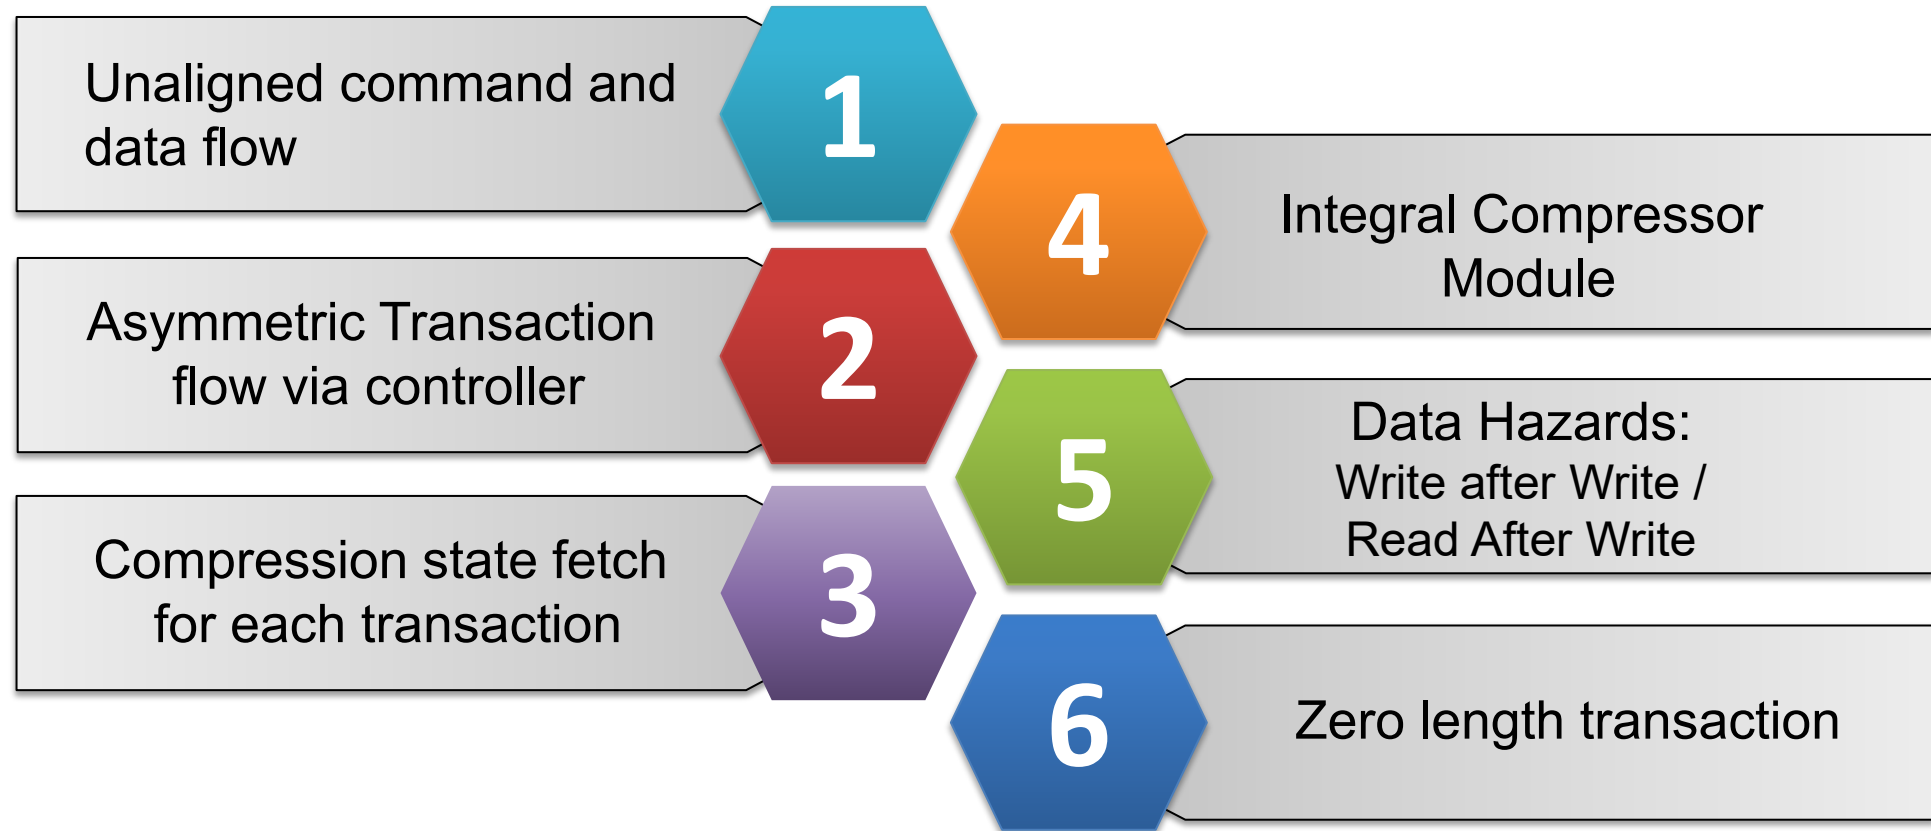 Unaligned command and
data flow
1
Asymmetric Transaction
flow via controller
2
Compression state fetch
for each transaction
3
4
Integral Compressor
Module
5
Data Hazards:
Write after Write /
Read After Write
6
Zero length transaction